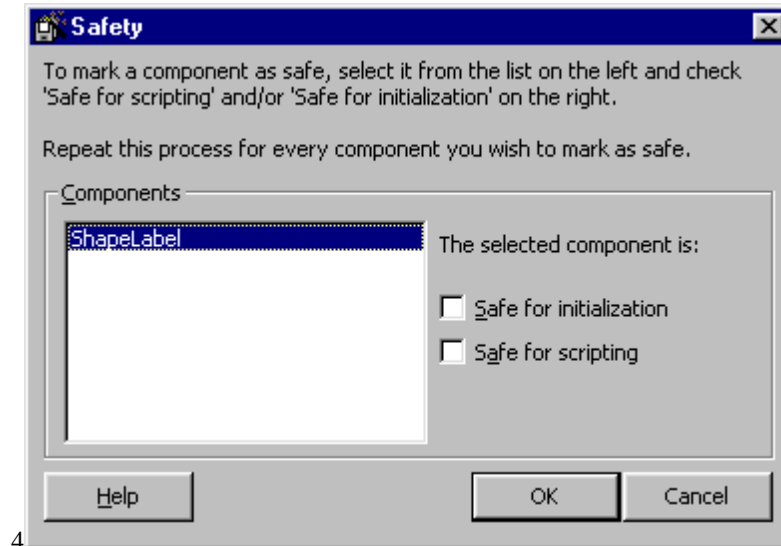 Safety
To mark a component as safe, select it from the list on the left and check
'Safe for scripting' and/or 'Safe for initialization' on the right.
Repeat this process for every component you wish to mark as safe.
Components
ShapeLabel
The selected component is:
Safe for initialization
Safe for scripting
Help
OK
Cancel
4